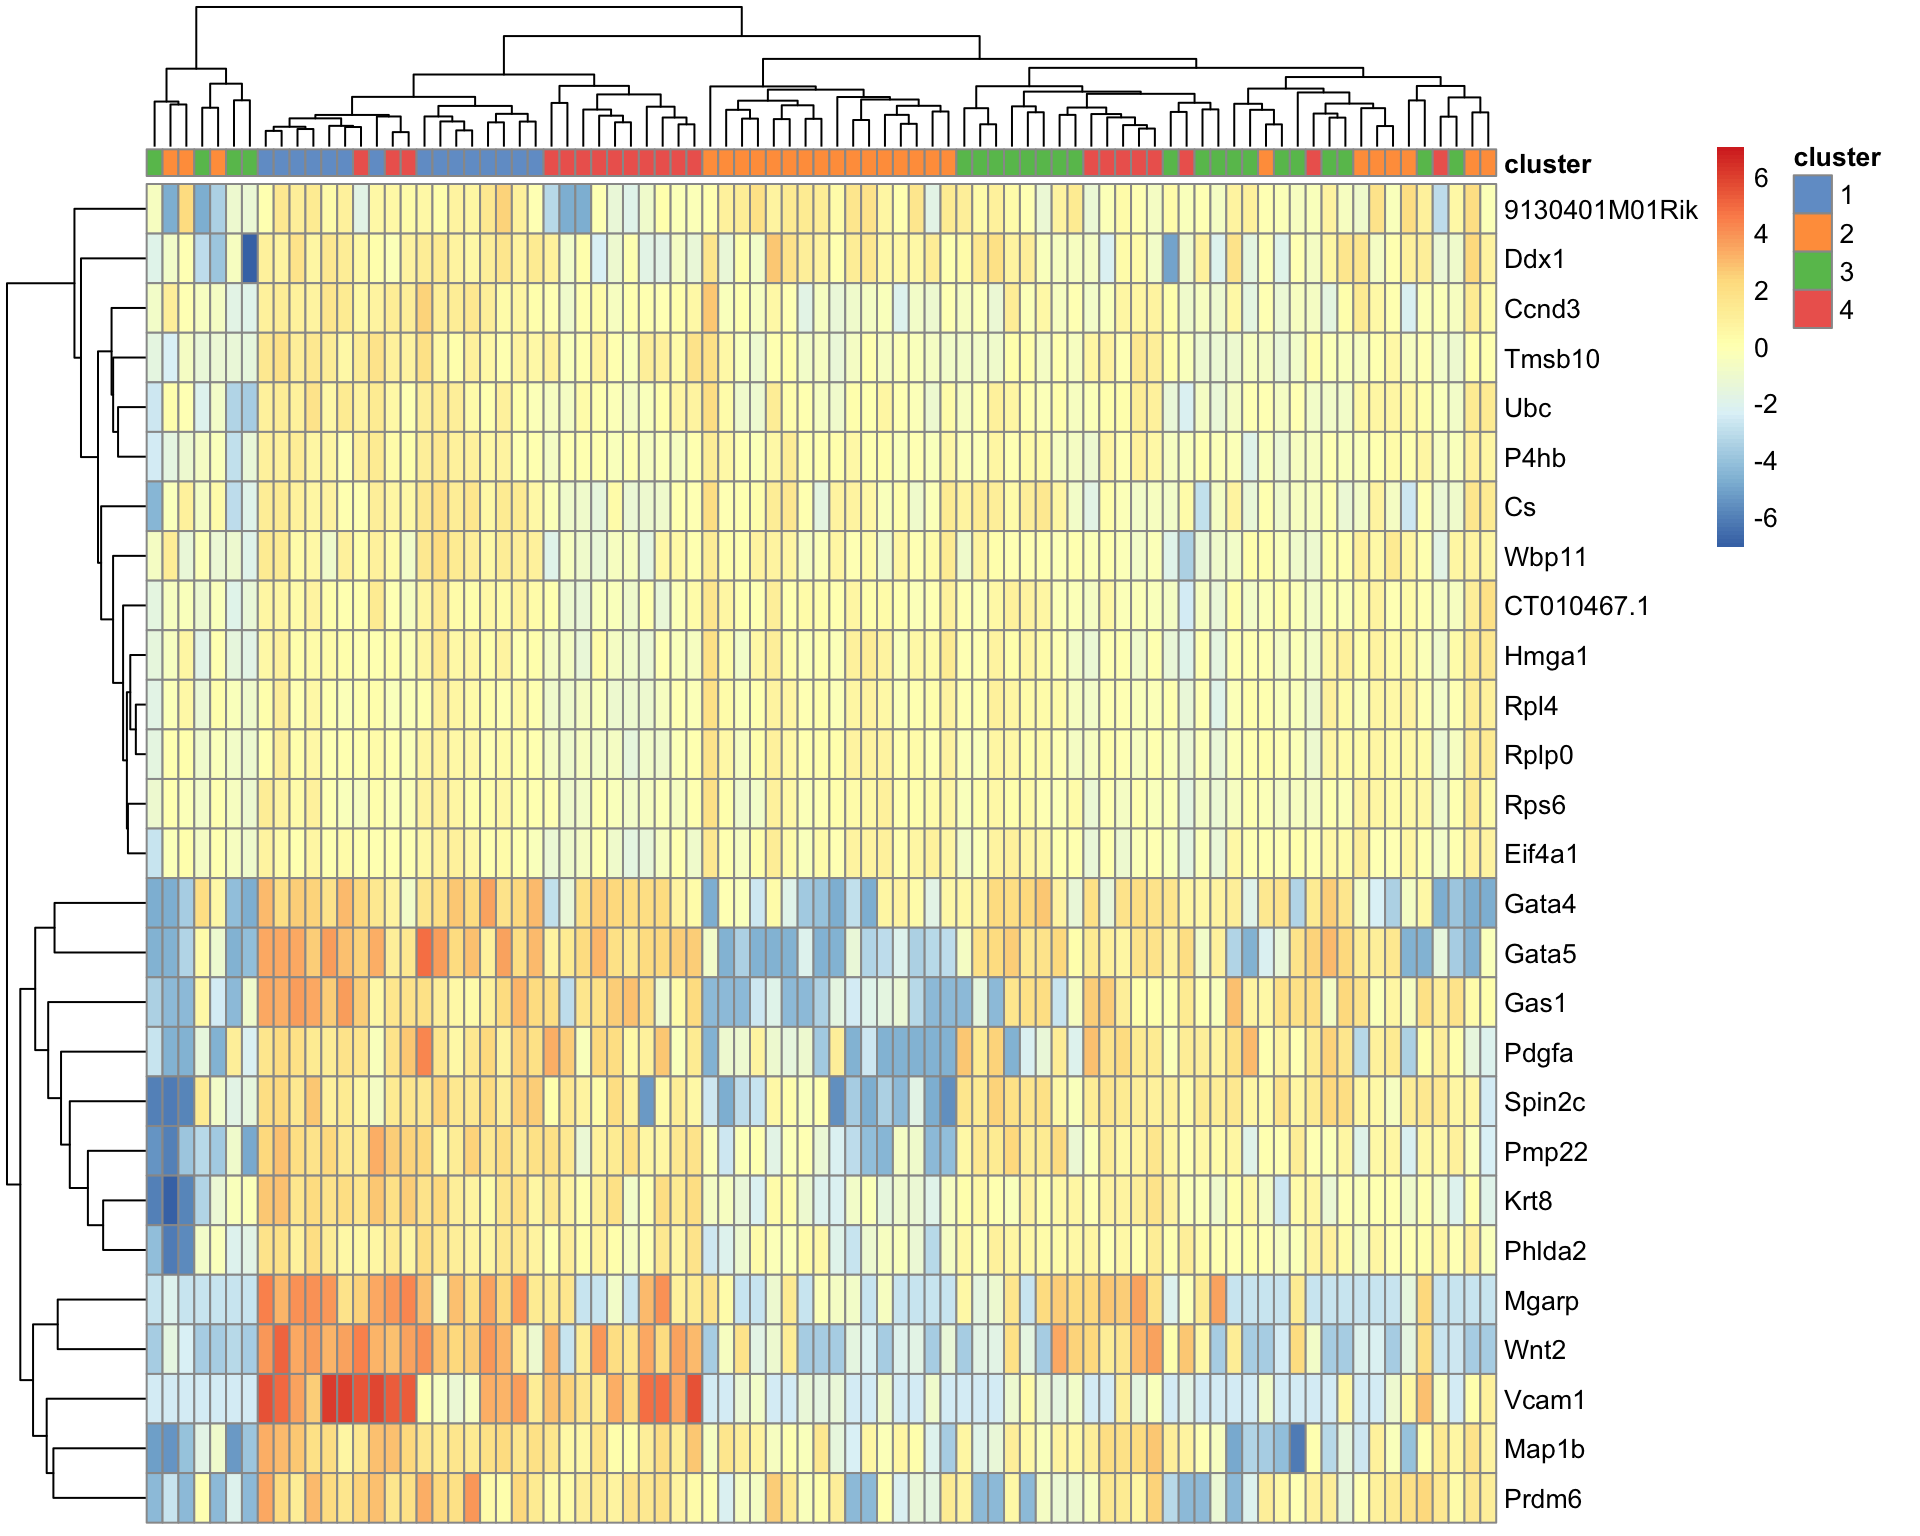 cluster
9130401M01Rik
Ddx1
Ccnd3
Tmsb10
Ubc
P4hb
Cs
Wbp11
CT010467.1
Hmga1
Rpl4
Rplp0
Rps6
Eif4a1
Gata4
Gata5
Gas1
Pdgfa
Spin2c
Pmp22
Krt8
Phlda2
Mgarp
Wnt2
Vcam1
Map1b
Prdm6
6
4
2
0
-2
-4
-6
cluster
1
2
3
4